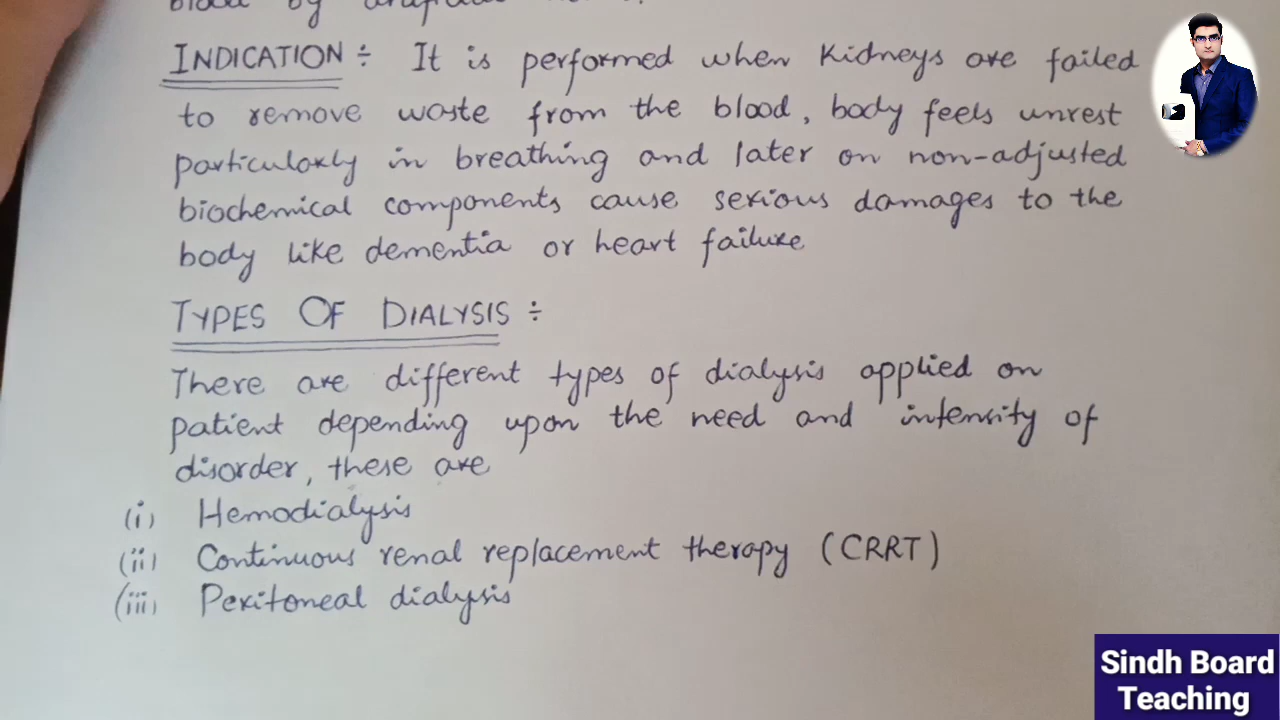 blood by
INDICATION ÷ It is performed when kidneys are failed
to remove waste from the blood, body feels unrest
particularly in breathing and later on non-adjusted
biochemical components cause serious damages to the
body like dementia or heart failure
TYPES OF DIALYSIS ÷
There are different types of dialysis applied on
patient depending upon the need and intensity of
disorder, these are
(i) Hemodialysis
(ii) Continuous renal replacement therapy (CRRT)
(iii) Peritoneal dialysis
Sindh Board
Teaching